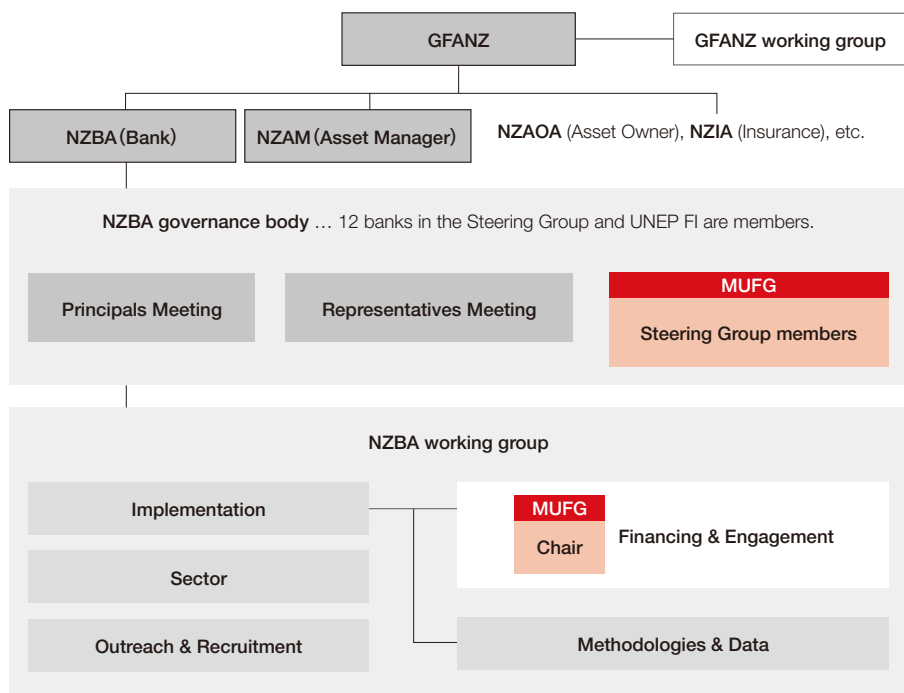 GFANZ
GFANZ working group
NZBA (Bank)
NZAM (Asset Manager)
NZAOA (Asset Owner), NZIA (Insurance), etc.
NZBA governance body … 12 banks in the Steering Group and UNEP FI are members.
Principals Meeting
Representatives Meeting
MUFG
Steering Group members
NZBA working group
Implementation
MUFG
Chair
Financing & Engagement
Sector
Outreach & Recruitment
Methodologies & Data